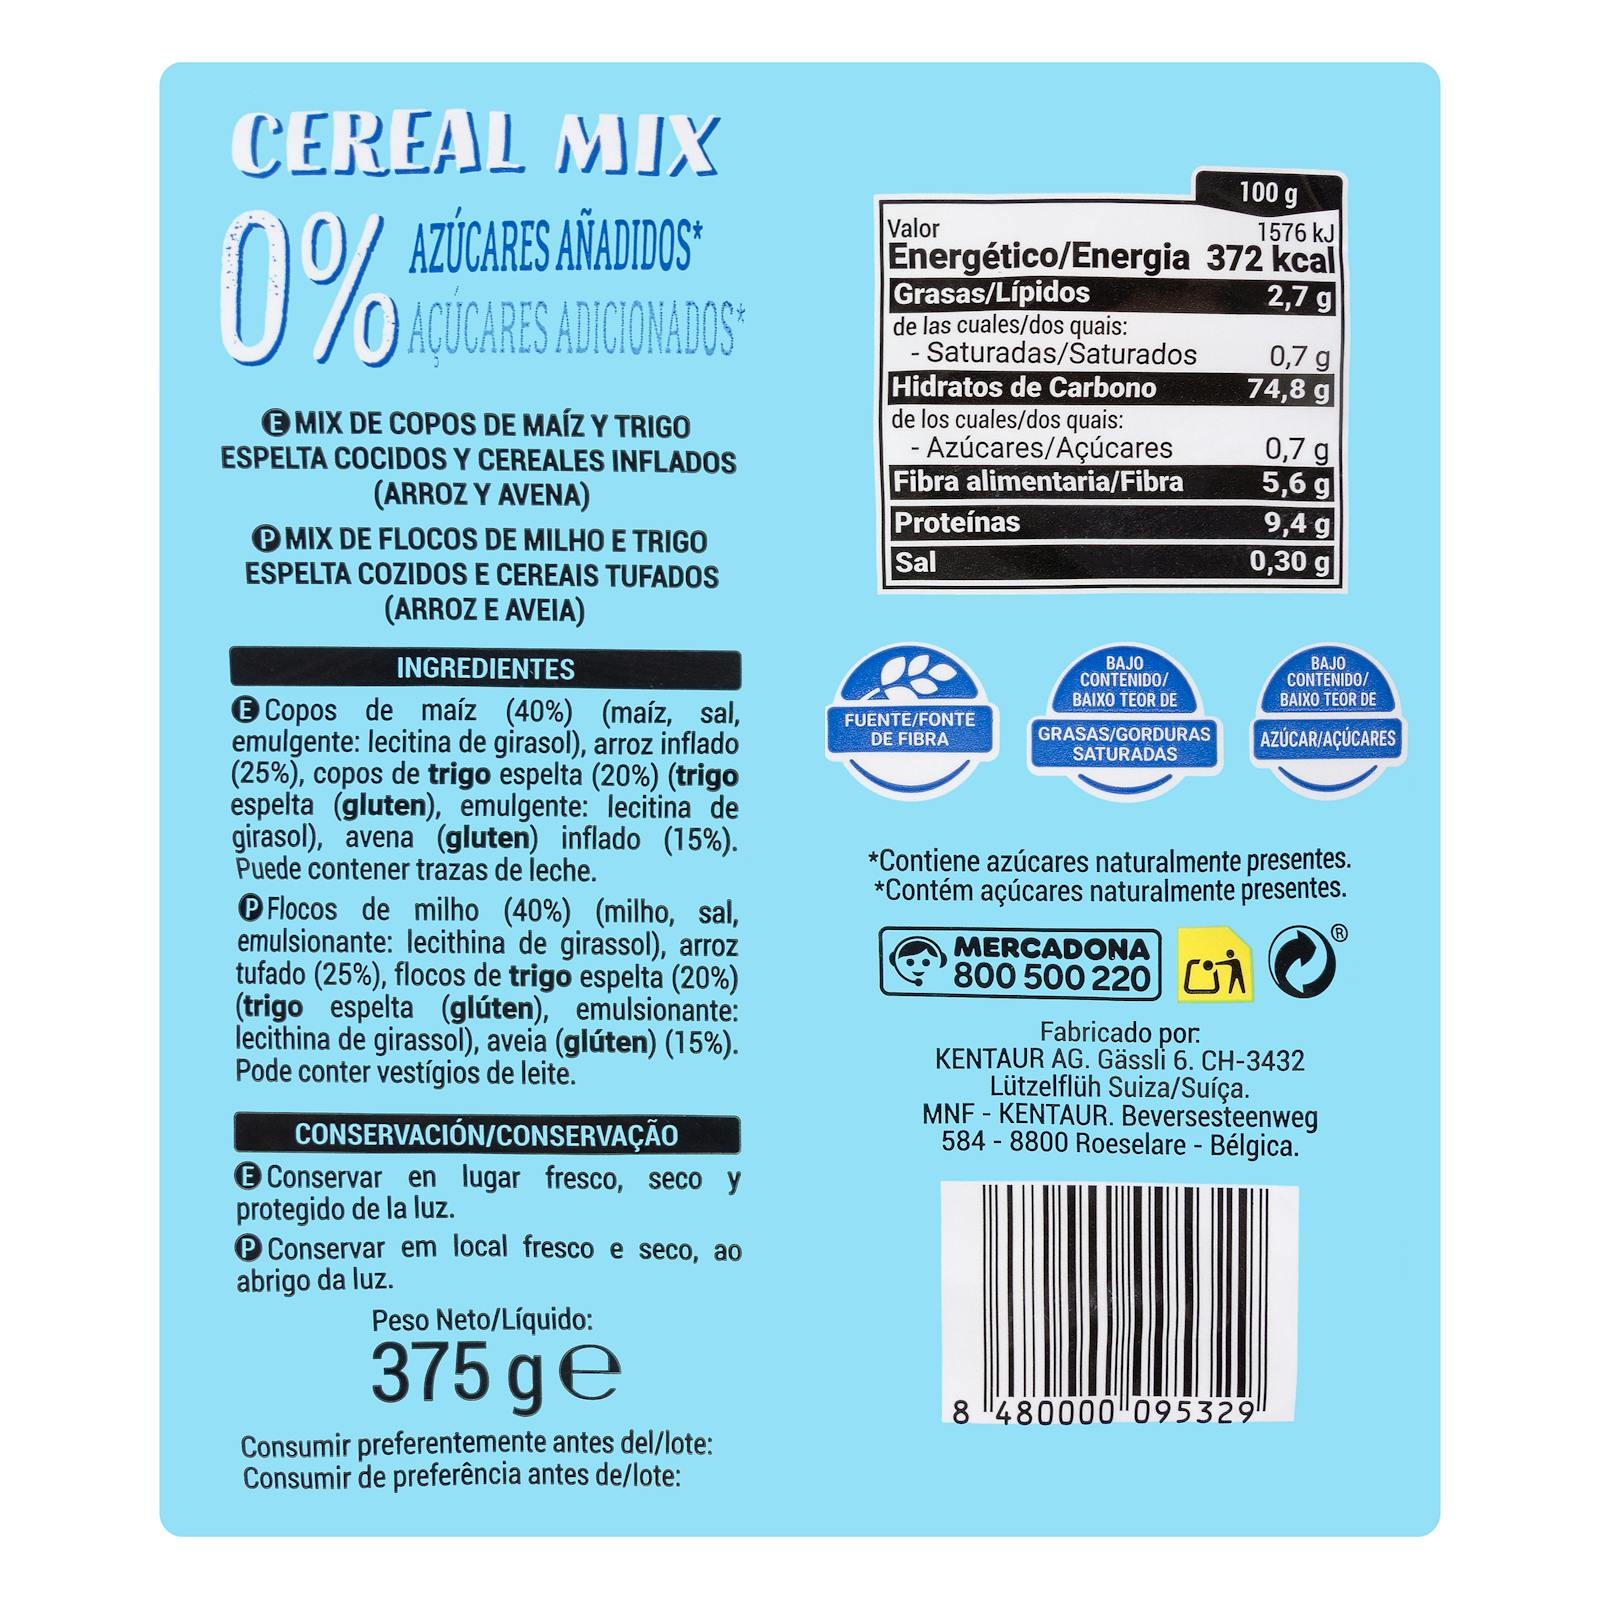 CEREAL MIX
0% AZÚCARES AÑADIDOS*
AÇÚCARES ADICIONADOS*
E MIX DE COPOS DE MAÍZ Y TRIGO
ESPELTA COCIDOS Y CEREALES INFLADOS
(ARROZ Y AVENA)
P MIX DE FLOCOS DE MILHO E TRIGO
ESPELTA COZIDOS E CEREAIS TUFADOS
(ARROZ E AVEIA)
INGREDIENTES
E Copos de maíz (40%) (maíz, sal,
emulgente: lecitina de girasol), arroz inflado
(25%), copos de trigo espelta (20%) (trigo
espelta (gluten), emulgente: lecitina de
girasol), avena (gluten) inflado (15%).
Puede contener trazas de leche.
P Flocos de milho (40%) (milho, sal,
emulsionante: lecithina de girassol), arroz
tufado (25%), flocos de trigo espelta (20%)
(trigo espelta (glúten), emulsionante:
lecithina de girassol), aveia (glúten) (15%).
Pode conter vestígios de leite.
CONSERVACIÓN/CONSERVAÇÃO
E Conservar en lugar fresco, seco y
protegido de la luz.
P Conservar em local fresco e seco, ao
abrigo da luz.
Peso Neto/Líquido:
375 g e
Consumir preferentemente antes del/lote:
Consumir de preferência antes de/lote:
100 g
Valor 1576 kJ
Energético/Energia 372 kcal
Grasas/Lípidos 2,7 g
de las cuales/dos quais:
- Saturadas/Saturados 0,7 g
Hidratos de Carbono 74,8 g
de los cuales/dos quais:
- Azúcares/Açúcares 0,7 g
Fibra alimentaria/Fibra 5,6 g
Proteínas 9,4 g
Sal 0,30 g
FUENTE/FONTE
DE FIBRA
BAJO
CONTENIDO/
BAIXO TEOR DE
GRASAS/GORDURAS
SATURADAS
BAJO
CONTENIDO/
BAIXO TEOR DE
AZÚCAR/AÇÚCARES
*Contiene azúcares naturalmente presentes.
*Contém açúcares naturalmente presentes.
MERCADONA
800 500 220
®
Fabricado por:
KENTAUR AG. Gässli 6. CH-3432
Lützelflüh Suiza/Suíça.
MNF - KENTAUR. Beversesteenweg
584 - 8800 Roeselare - Bélgica.
8 480000 095329